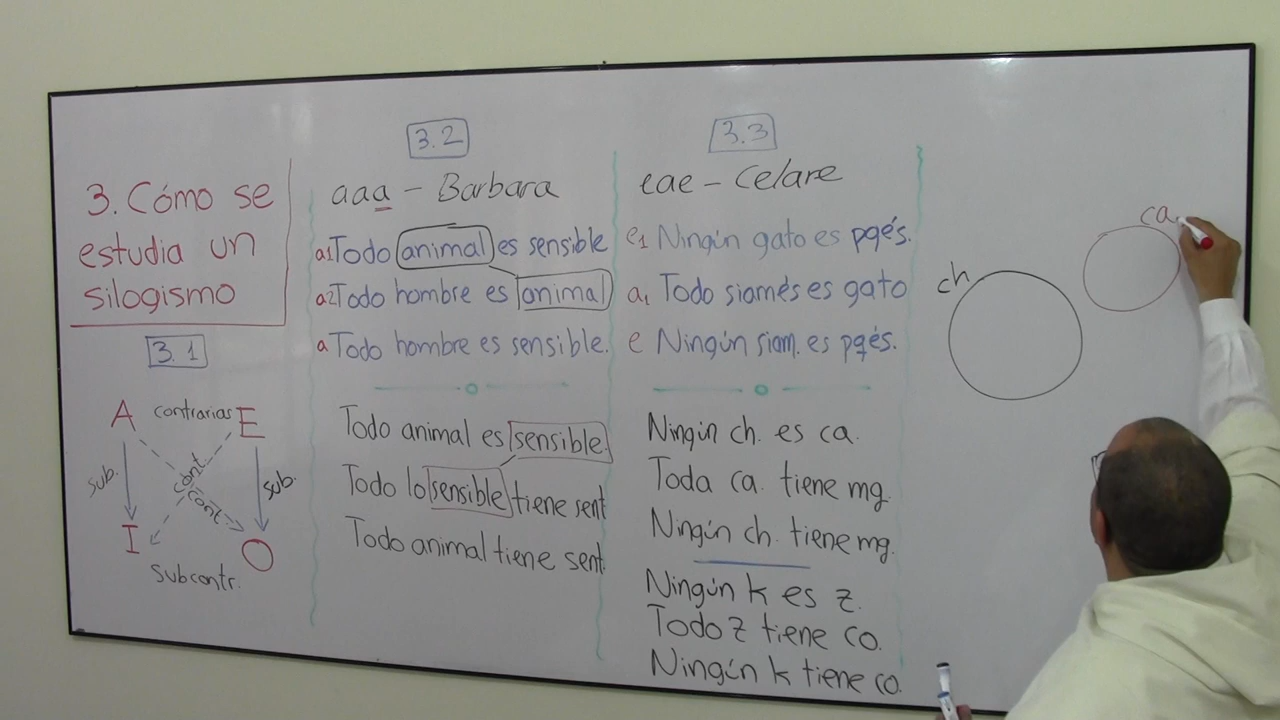 3. Cómo se
estudia un
silogismo
3.1
A contrarias E
sub.
cont
cont
sub.
I
O
subcontr.
3.2
aaa - Barbara
a1 Todo animal es sensible
a2 Todo hombre es animal
a Todo hombre es sensible.
Todo animal es sensible.
Todo lo sensible tiene sent
Todo animal tiene sent.
3.3
eae - Celare
e1 Ningún gato es pqés.
a1 Todo siamés es gato
e Ningún siam. es pqés.
Ningún ch. es ca.
Toda ca. tiene mg.
Ningún ch. tiene mg.
Ningún k es z.
Todo z tiene co.
Ningún k tiene co.
ch
ca